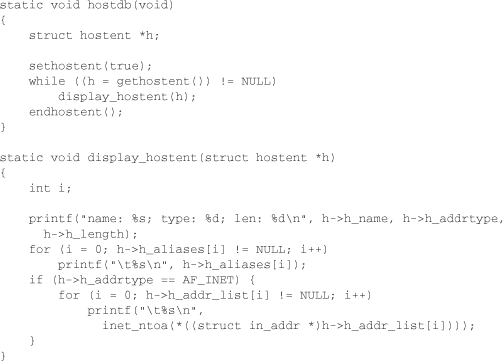 static void hostdb(void)
{
    struct hostent *h;

    sethostent(true);
    while ((h = gethostent()) != NULL)
        display_hostent(h);
    endhostent();
}

static void display_hostent(struct hostent *h)
{
    int i;

    printf("name: %s; type: %d; len: %d\n", h->h_name, h->h_addrtype,
      h->h_length);
    for (i = 0; h->h_aliases[i] != NULL; i++)
        printf("\t%s\n", h->h_aliases[i]);
    if (h->h_addrtype == AF_INET) {
        for (i = 0; h->h_addr_list[i] != NULL; i++)
            printf("\t%s\n",
              inet_ntoa(*((struct in_addr *)h->h_addr_list[i])));
    }
}